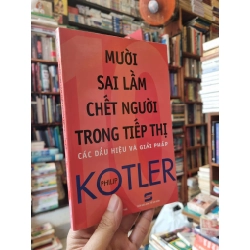 MƯỜI
SAI LẦM
CHẾT NGƯỜI
TRONG TIẾP THỊ
CÁC DẤU HIỆU VÀ GIẢI PHÁP
PHILIP
KOTLER